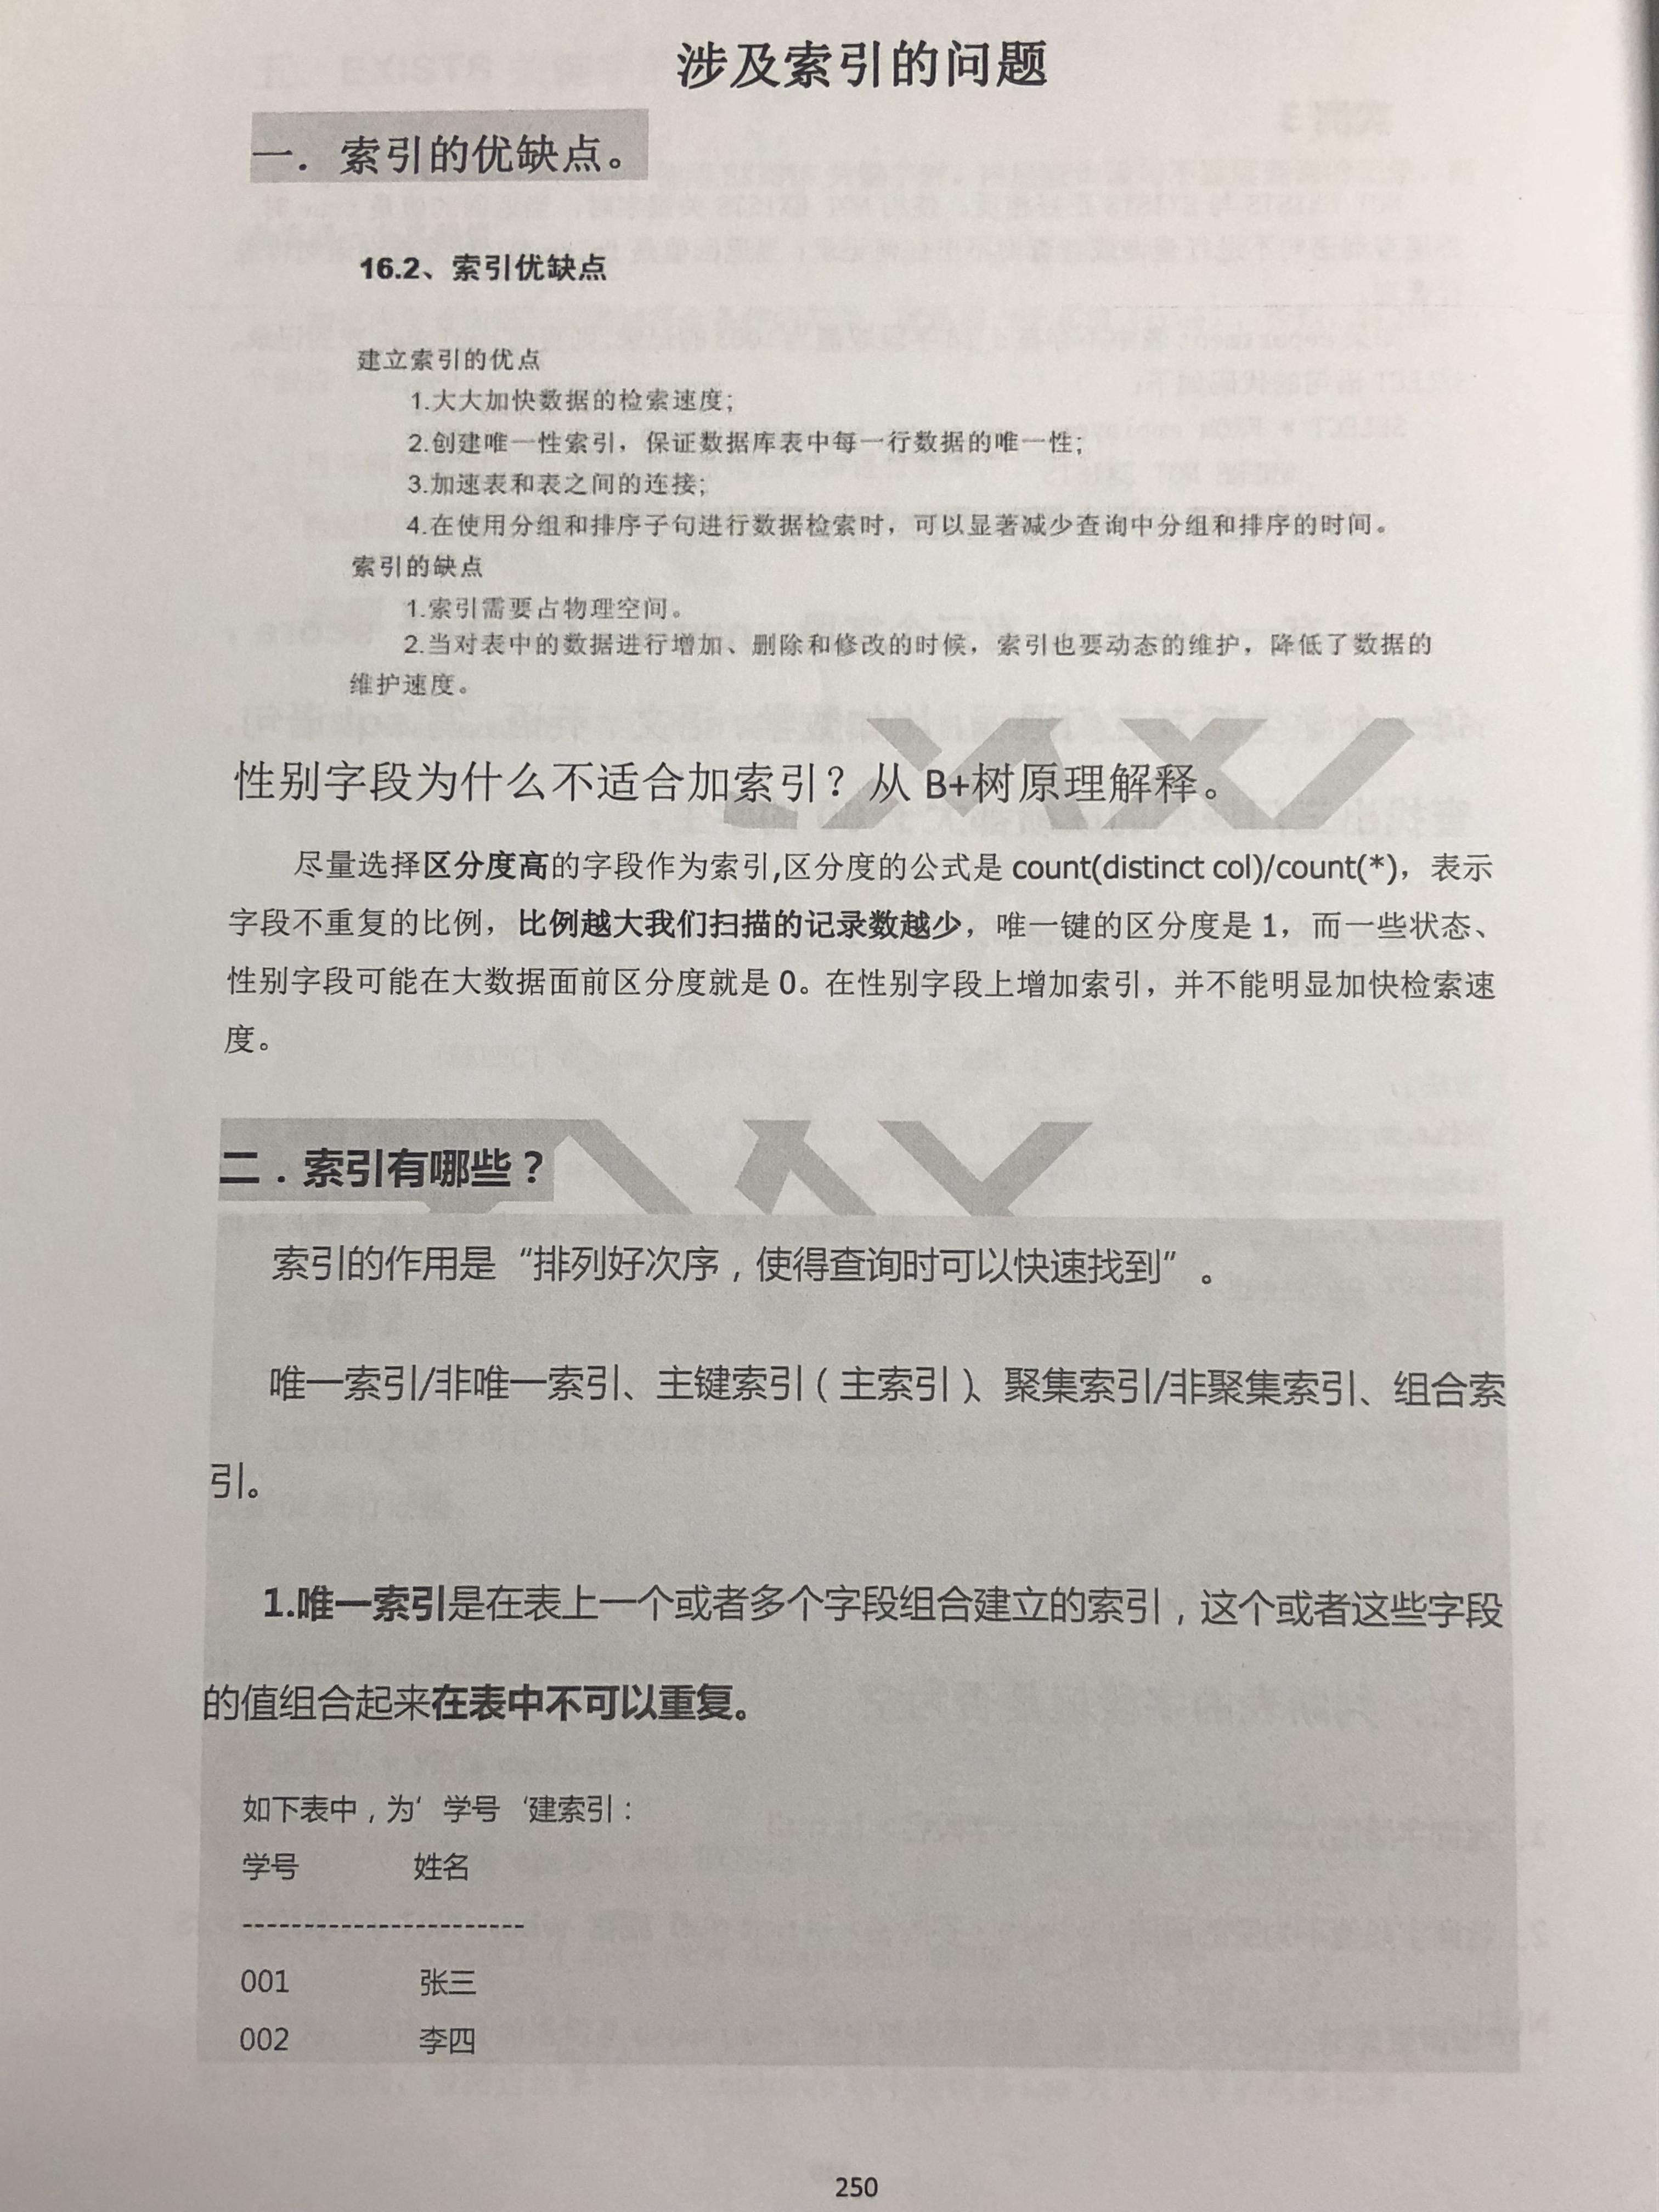 涉及索引的问题
一．索引的优缺点。
16.2、索引优缺点
建立索引的优点
1.大大加快数据的检索速度;
2.创建唯一性索引，保证数据库表中每一行数据的唯一性;
3.加速表和表之间的连接;
4.在使用分组和排序子句进行数据检索时，可以显著减少查询中分组和排序的时间。
索引的缺点
1.索引需要占物理空间。
2.当对表中的数据进行增加、删除和修改的时候，索引也要动态的维护，降低了数据的
维护速度。
性别字段为什么不适合加索引？从 B+树原理解释。
尽量选择区分度高的字段作为索引,区分度的公式是 count(distinct col)/count(*)，表示
字段不重复的比例，比例越大我们扫描的记录数越少，唯一键的区分度是 1，而一些状态、
性别字段可能在大数据面前区分度就是 0。在性别字段上增加索引，并不能明显加快检索速
度。
二．索引有哪些？
索引的作用是“排列好次序，使得查询时可以快速找到”。
唯一索引/非唯一索引、主键索引（主索引）、聚集索引/非聚集索引、组合索
引。
1.唯一索引是在表上一个或者多个字段组合建立的索引，这个或者这些字段
的值组合起来在表中不可以重复。
如下表中，为’学号‘建索引：
学号 姓名
-----------------------
001 张三
002 李四
250